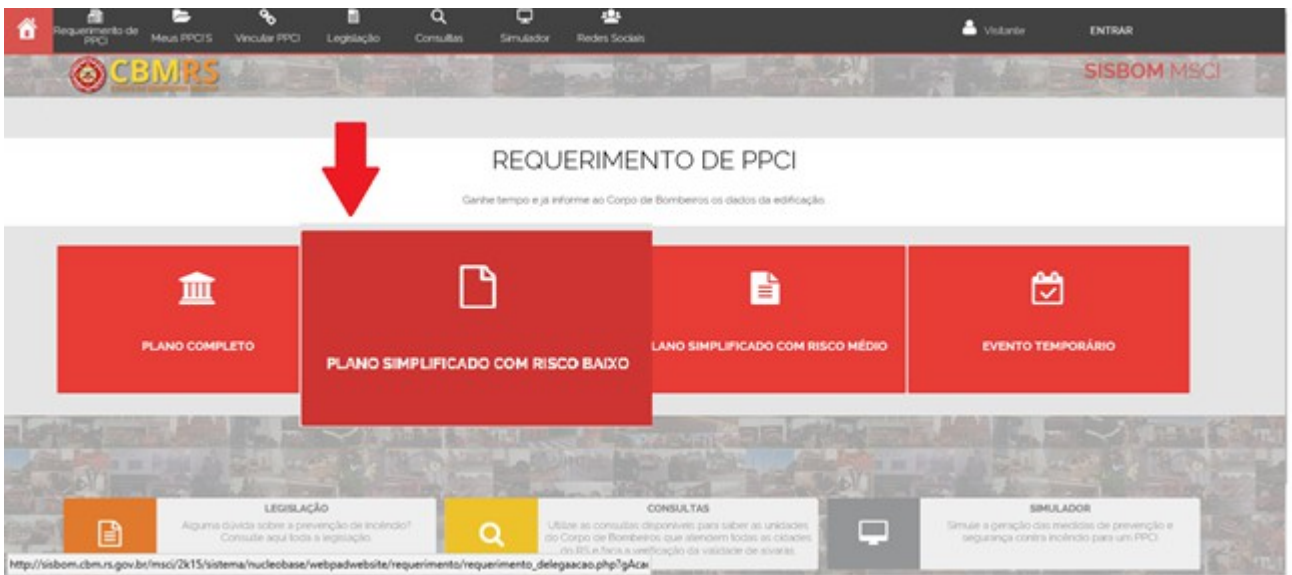 Requerimento de
PPCI
Meus PPCI'S
Vincular PPCI
Legislação
Consultas
Simulador
Redes Sociais
Visitante
ENTRAR
CBMRS
SISBOM MSCI
REQUERIMENTO DE PPCI
Ganhe tempo e já informe ao Corpo de Bombeiros os dados da edificação.
PLANO COMPLETO
PLANO SIMPLIFICADO COM RISCO BAIXO
LANO SIMPLIFICADO COM RISCO MÉDIO
EVENTO TEMPORÁRIO
LEGISLAÇÃO
Alguma dúvida sobre a prevenção de incêndio?
Consulte aqui toda a legislação.
CONSULTAS
Utilize as consultas disponíveis para saber as unidades
do Corpo de Bombeiros que atendem todas as cidades
do RS e faça a verificação da validade de alvarás
SIMULADOR
Simule a geração das medidas de prevenção e
segurança contra incêndio para um PPCI.
http://sisbom.cbm.rs.gov.br/msci/2k15/sistema/nucleobase/webpadwebsite/requerimento/requerimento_delegaacao.php?gAca